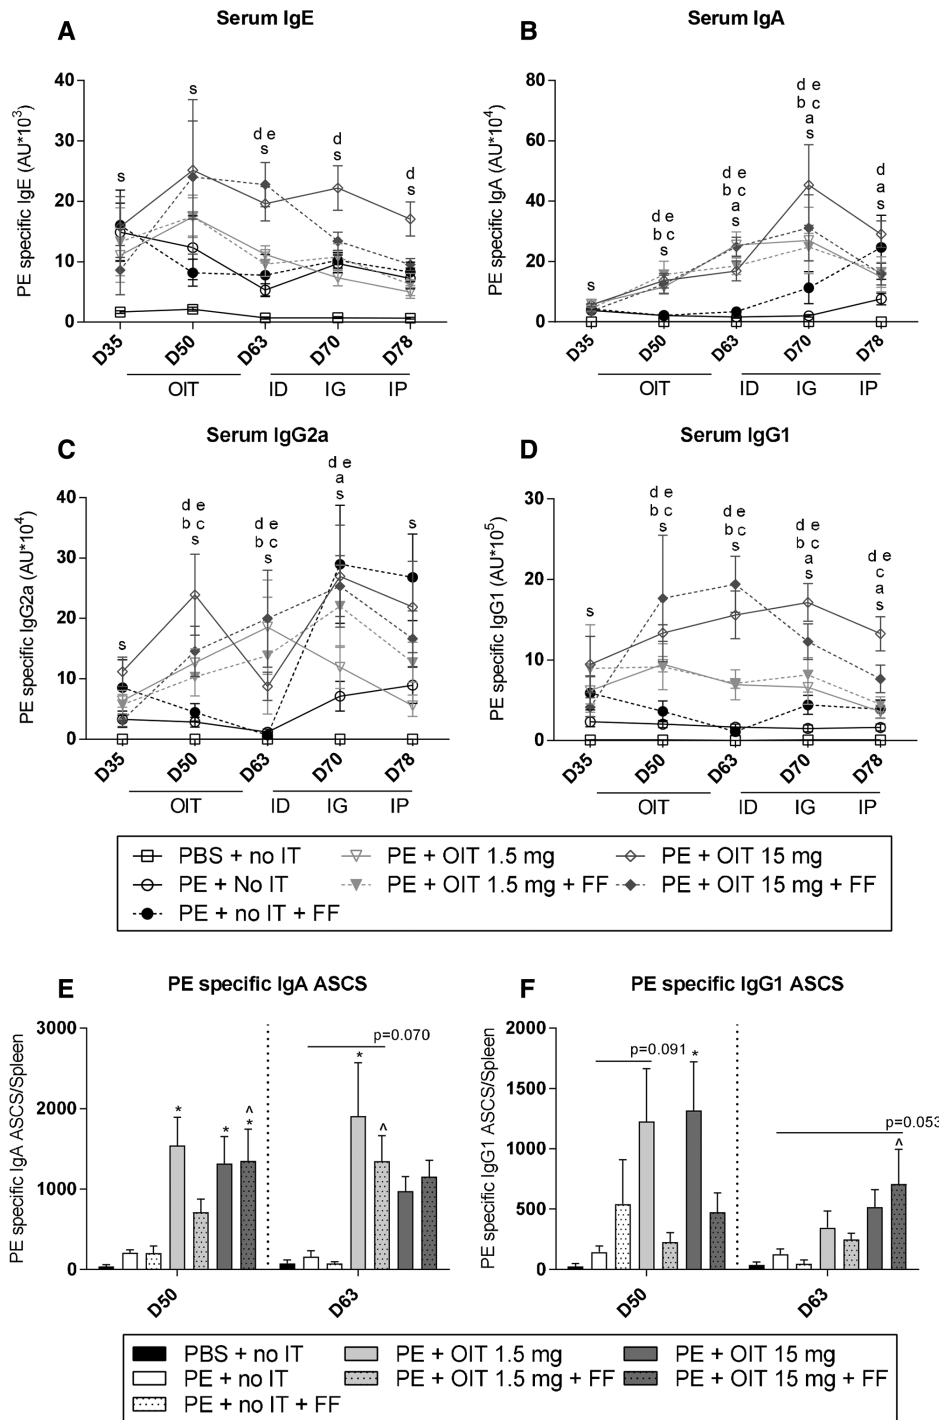 A Serum IgE
B Serum IgA
PE specific IgE (AU*10³)
40
30
20
10
0
s
s
d e
s
d
s
d
s
D35 D50 D63 D70 D78
OIT ID IG IP
PE specific IgA (AU*10⁴)
80
60
40
20
0
s
d e
b c
s
d e
b c
a
s
d e
b c
a
s
d
a
s
D35 D50 D63 D70 D78
OIT ID IG IP
C Serum IgG2a
D Serum IgG1
PE specific IgG2a (AU*10⁴)
40
30
20
10
0
s
d e
b c
s
d e
b c
s
d e
a
s
s
D35 D50 D63 D70 D78
OIT ID IG IP
PE specific IgG1 (AU*10⁵)
30
20
10
0
s
d e
b c
s
d e
b c
s
d e
b c
a
s
d e
c
a
s
D35 D50 D63 D70 D78
OIT ID IG IP
PBS + no IT PE + OIT 1.5 mg PE + OIT 15 mg
PE + No IT PE + OIT 1.5 mg + FF PE + OIT 15 mg + FF
PE + no IT + FF
E PE specific IgA ASCS
F PE specific IgG1 ASCS
PE specific IgA ASCS/Spleen
3000
2000
1000
0
p=0.070
*
*
^
*
*
^
D50 D63
PE specific IgG1 ASCS/Spleen
2000
1500
1000
500
0
p=0.091
*
p=0.053
^
D50 D63
PBS + no IT PE + OIT 1.5 mg PE + OIT 15 mg
PE + no IT PE + OIT 1.5 mg + FF PE + OIT 15 mg + FF
PE + no IT + FF